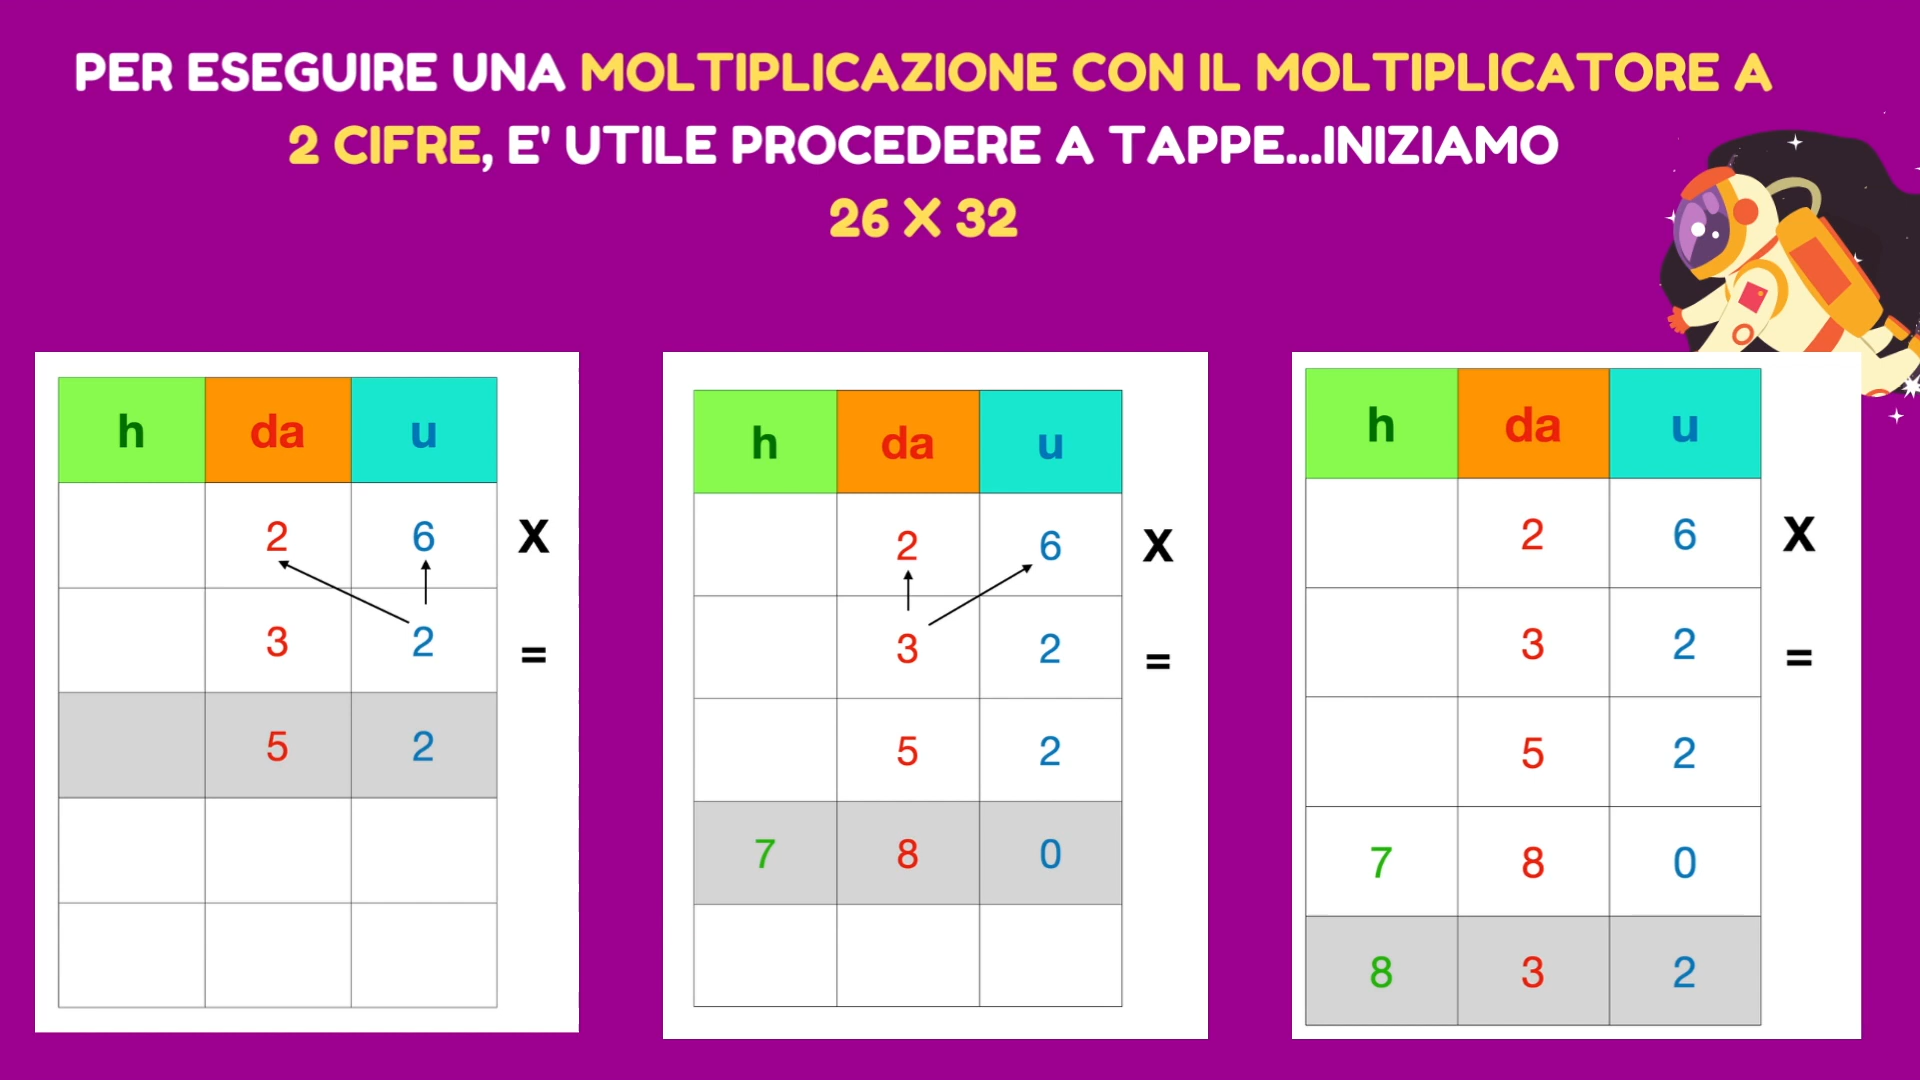 PER ESEGUIRE UNA MOLTIPLICAZIONE CON IL MOLTIPLICATORE A
2 CIFRE, E' UTILE PROCEDERE A TAPPE...INIZIAMO
26 X 32
h da u
2 6 X
3 2 =
5 2
h da u
2 6 X
3 2 =
5 2
7 8 0
h da u
2 6 X
3 2 =
5 2
7 8 0
8 3 2